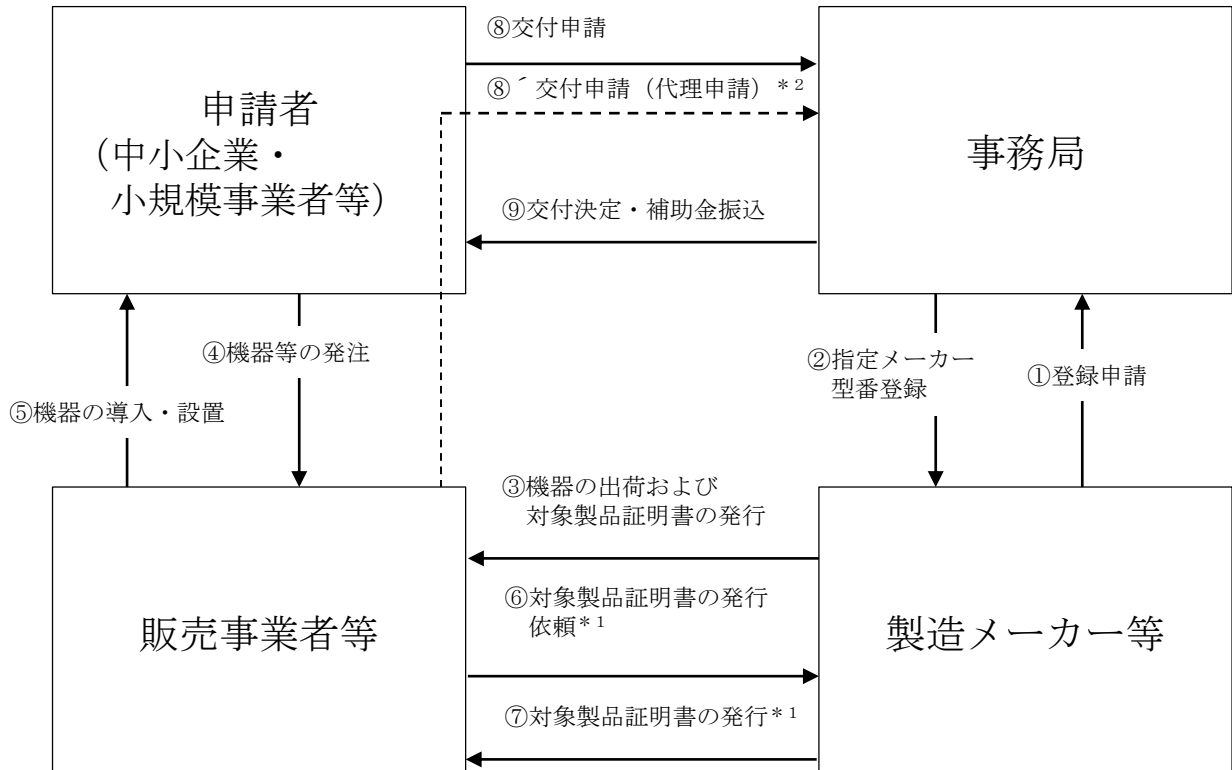 ⑧交付申請
⑧´交付申請（代理申請）＊2
申請者
（中小企業・
小規模事業者等）
事務局
⑨交付決定・補助金振込
④機器等の発注
②指定メーカー
型番登録
①登録申請
⑤機器の導入・設置
③機器の出荷および
対象製品証明書の発行
⑥対象製品証明書の発行
依頼＊1
販売事業者等
製造メーカー等
⑦対象製品証明書の発行＊1